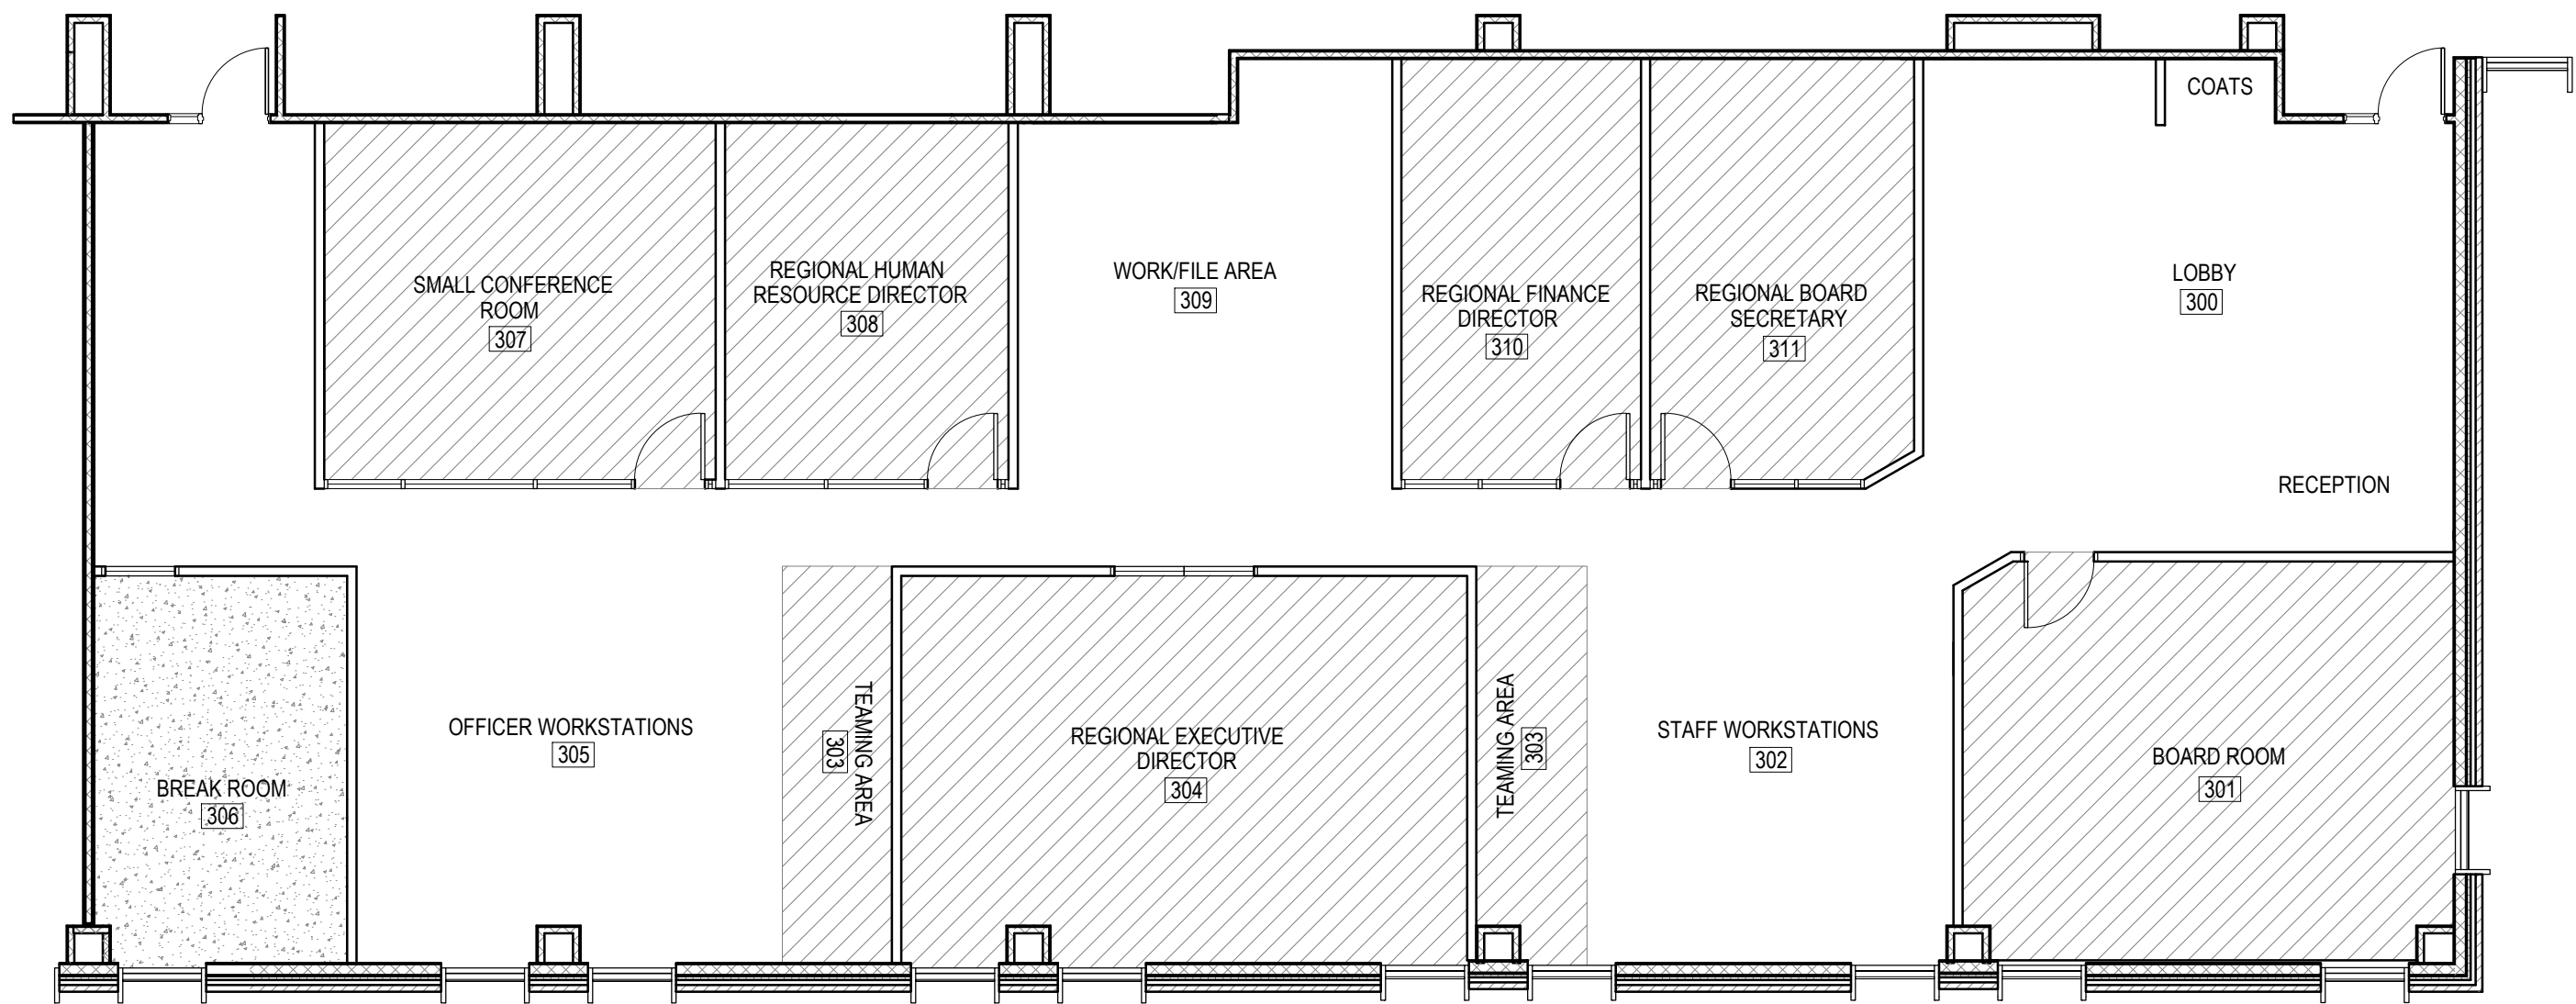 COATS
SMALL CONFERENCE
ROOM
307
REGIONAL HUMAN
RESOURCE DIRECTOR
308
WORK/FILE AREA
309
REGIONAL FINANCE
DIRECTOR
310
REGIONAL BOARD
SECRETARY
311
LOBBY
300
RECEPTION
BREAK ROOM
306
OFFICER WORKSTATIONS
305
TEAMING AREA
303
REGIONAL EXECUTIVE
DIRECTOR
304
TEAMING AREA
303
STAFF WORKSTATIONS
302
BOARD ROOM
301